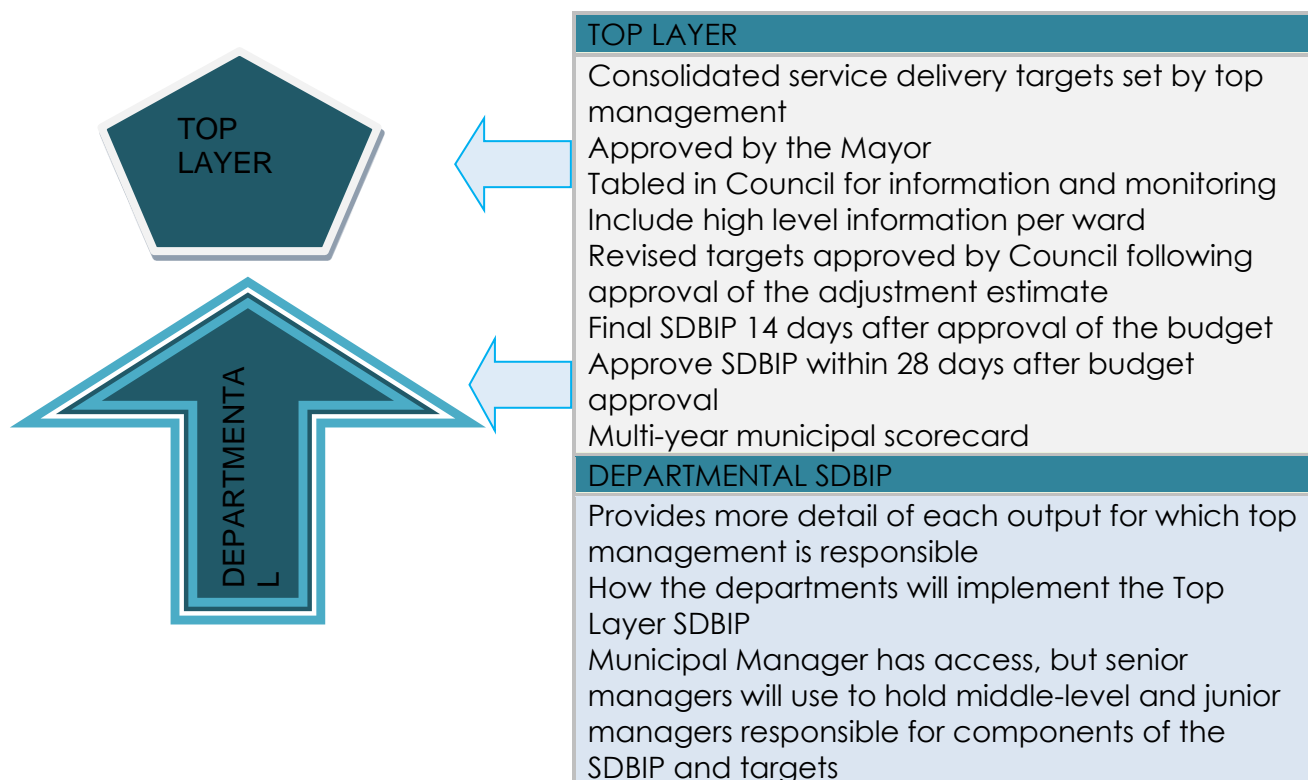 TOP
LAYER
DEPARTMENTA
L
TOP LAYER
Consolidated service delivery targets set by top
management
Approved by the Mayor
Tabled in Council for information and monitoring
Include high level information per ward
Revised targets approved by Council following
approval of the adjustment estimate
Final SDBIP 14 days after approval of the budget
Approve SDBIP within 28 days after budget
approval
Multi-year municipal scorecard
DEPARTMENTAL SDBIP
Provides more detail of each output for which top
management is responsible
How the departments will implement the Top
Layer SDBIP
Municipal Manager has access, but senior
managers will use to hold middle-level and junior
managers responsible for components of the
SDBIP and targets